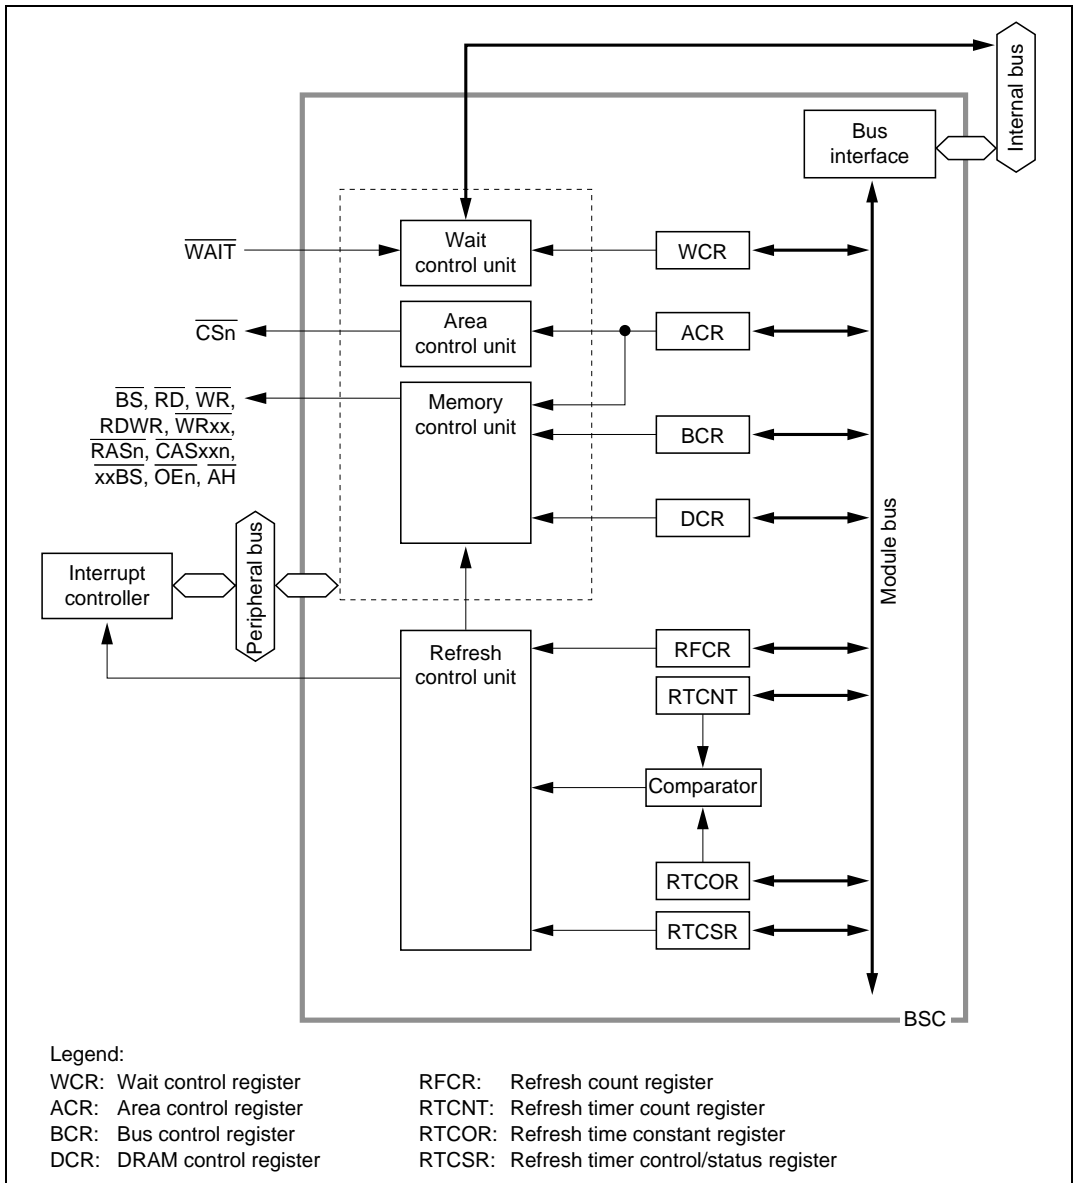 Internal bus
Bus
interface
WAIT
Wait
control unit
WCR
CSn
Area
control unit
ACR
BS, RD, WR,
RDWR, WRxx,
RASn, CASxxn,
xxBS, OEn, AH
Memory
control unit
BCR
DCR
Module bus
Interrupt
controller
Peripheral bus
Refresh
control unit
RFCR
RTCNT
Comparator
RTCOR
RTCSR
BSC
Legend:
WCR: Wait control register
ACR: Area control register
BCR: Bus control register
DCR: DRAM control register
RFCR: Refresh count register
RTCNT: Refresh timer count register
RTCOR: Refresh time constant register
RTCSR: Refresh timer control/status register